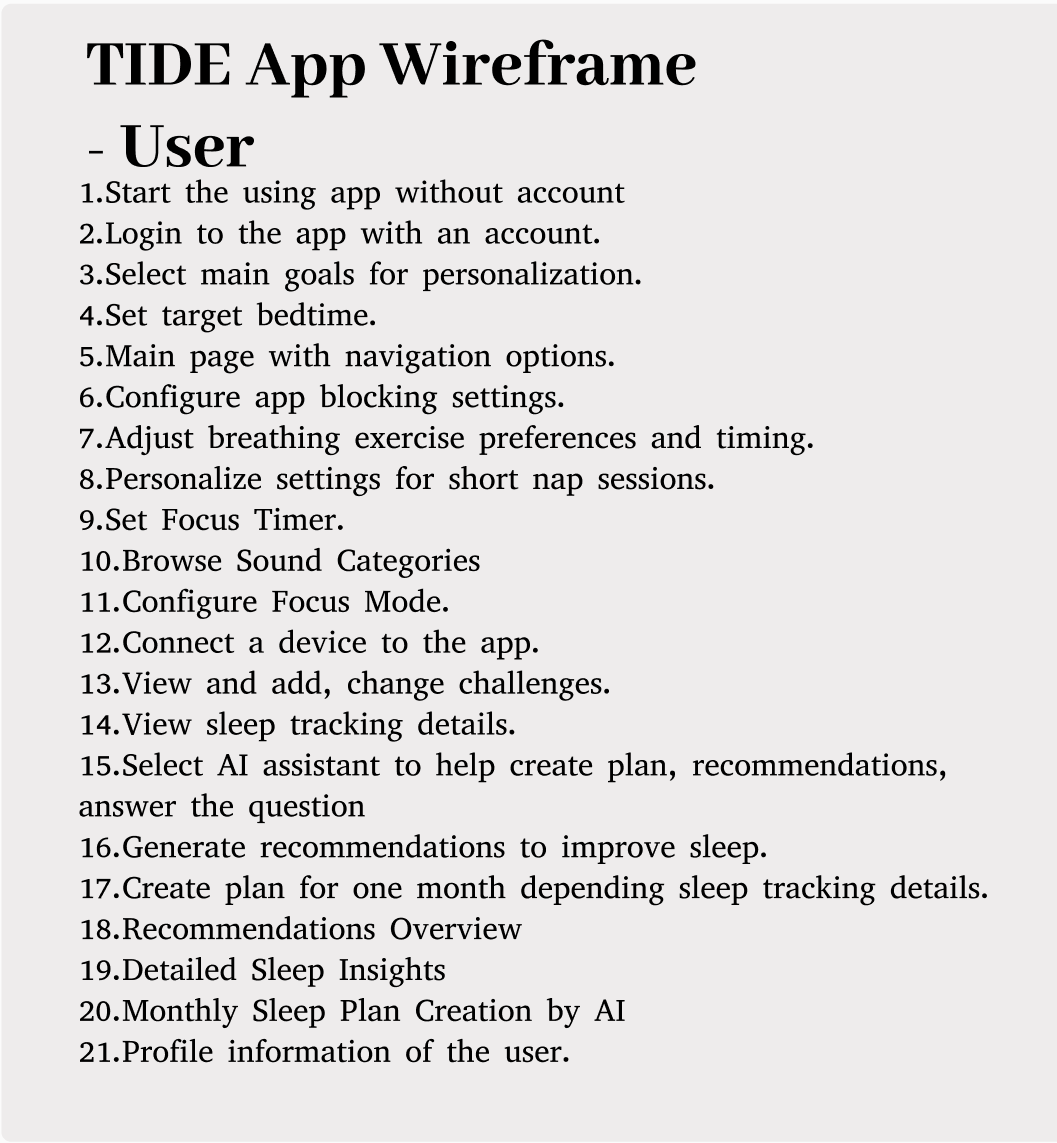 TIDE App Wireframe
- User
1.Start the using app without account
2.Login to the app with an account.
3.Select main goals for personalization.
4.Set target bedtime.
5.Main page with navigation options.
6.Configure app blocking settings.
7.Adjust breathing exercise preferences and timing.
8.Personalize settings for short nap sessions.
9.Set Focus Timer.
10.Browse Sound Categories
11.Configure Focus Mode.
12.Connect a device to the app.
13.View and add, change challenges.
14.View sleep tracking details.
15.Select AI assistant to help create plan, recommendations,
answer the question
16.Generate recommendations to improve sleep.
17.Create plan for one month depending sleep tracking details.
18.Recommendations Overview
19.Detailed Sleep Insights
20.Monthly Sleep Plan Creation by AI
21.Profile information of the user.